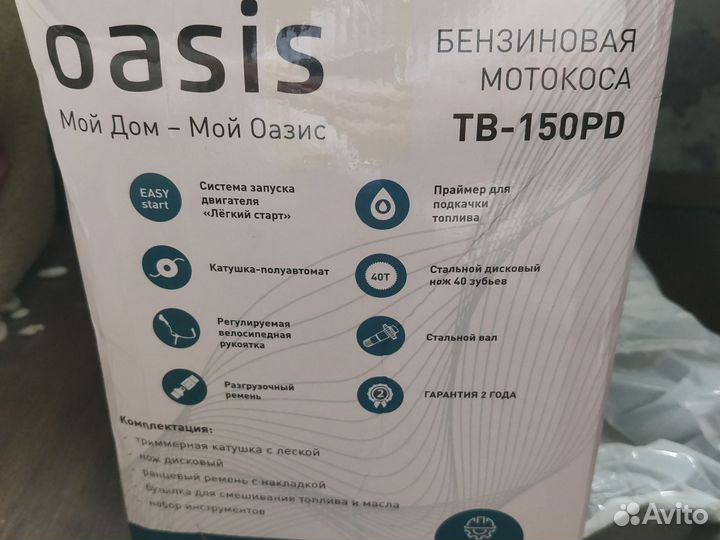 oasis
Мой Дом – Мой Оазис
БЕНЗИНОВАЯ
МОТОКОСА
TB-150PD
EASY
start
Система запуска
двигателя
«Лёгкий старт»
Праймер для
подкачки
топлива
Катушка-полуавтомат
40T
Стальной дисковый
нож 40 зубьев
Регулируемая
велосипедная
рукоятка
Стальной вал
Разгрузочный
ремень
2
ГАРАНТИЯ 2 ГОДА
Комплектация:
триммерная катушка с леской
нож дисковый
ранцевый ремень с накладкой
бутылка для смешивания топлива и масла
набор инструментов
Avito